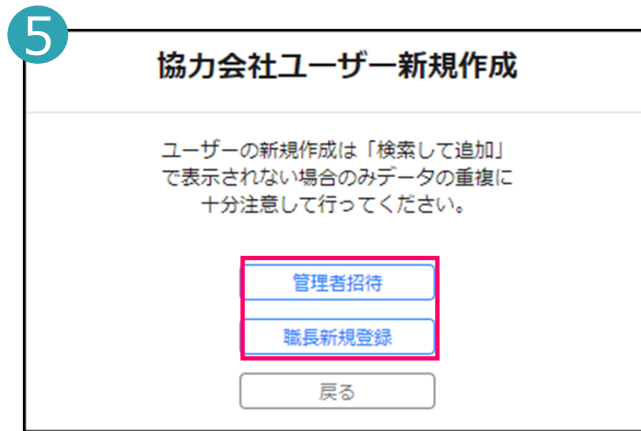 5
協力会社ユーザー新規作成
ユーザーの新規作成は「検索して追加」
で表示されない場合のみデータの重複に
十分注意して行ってください。
管理者招待
職長新規登録
戻る